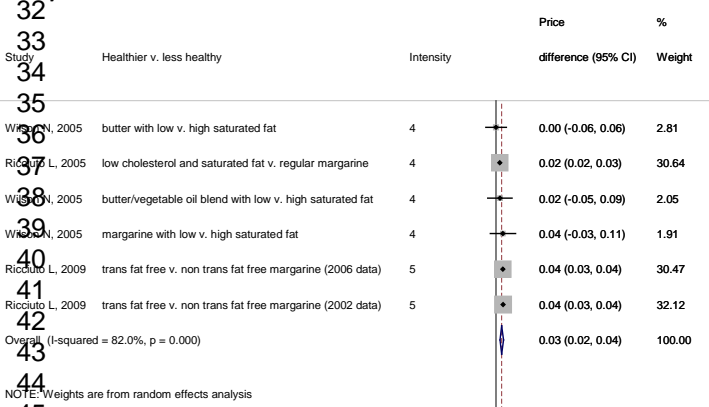 32
Price %
33
Study Healthier v. less healthy Intensity difference (95% CI) Weight
34
35
Wilson N, 2005 butter with low v. high saturated fat 4 0.00 (-0.06, 0.06) 2.81
36
Ricciuto L, 2005 low cholesterol and saturated fat v. regular margarine 4 0.02 (0.02, 0.03) 30.64
37
Wilson N, 2005 butter/vegetable oil blend with low v. high saturated fat 4 0.02 (-0.05, 0.09) 2.05
38
Wilson N, 2005 margarine with low v. high saturated fat 4 0.04 (-0.03, 0.11) 1.91
39
40
Ricciuto L, 2009 trans fat free v. non trans fat free margarine (2006 data) 5 0.04 (0.03, 0.04) 30.47
41
Ricciuto L, 2009 trans fat free v. non trans fat free margarine (2002 data) 5 0.04 (0.03, 0.04) 32.12
42
Overall (I-squared = 82.0%, p = 0.000) 0.03 (0.02, 0.04) 100.00
43
44
NOTE: Weights are from random effects analysis